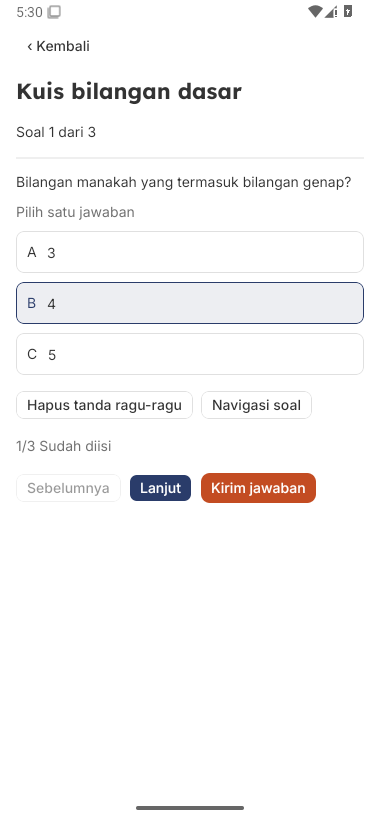 5:30
‹ Kembali
Kuis bilangan dasar
Soal 1 dari 3
Bilangan manakah yang termasuk bilangan genap?
Pilih satu jawaban
A 3
B 4
C 5
Hapus tanda ragu-ragu Navigasi soal
1/3 Sudah diisi
Sebelumnya Lanjut Kirim jawaban